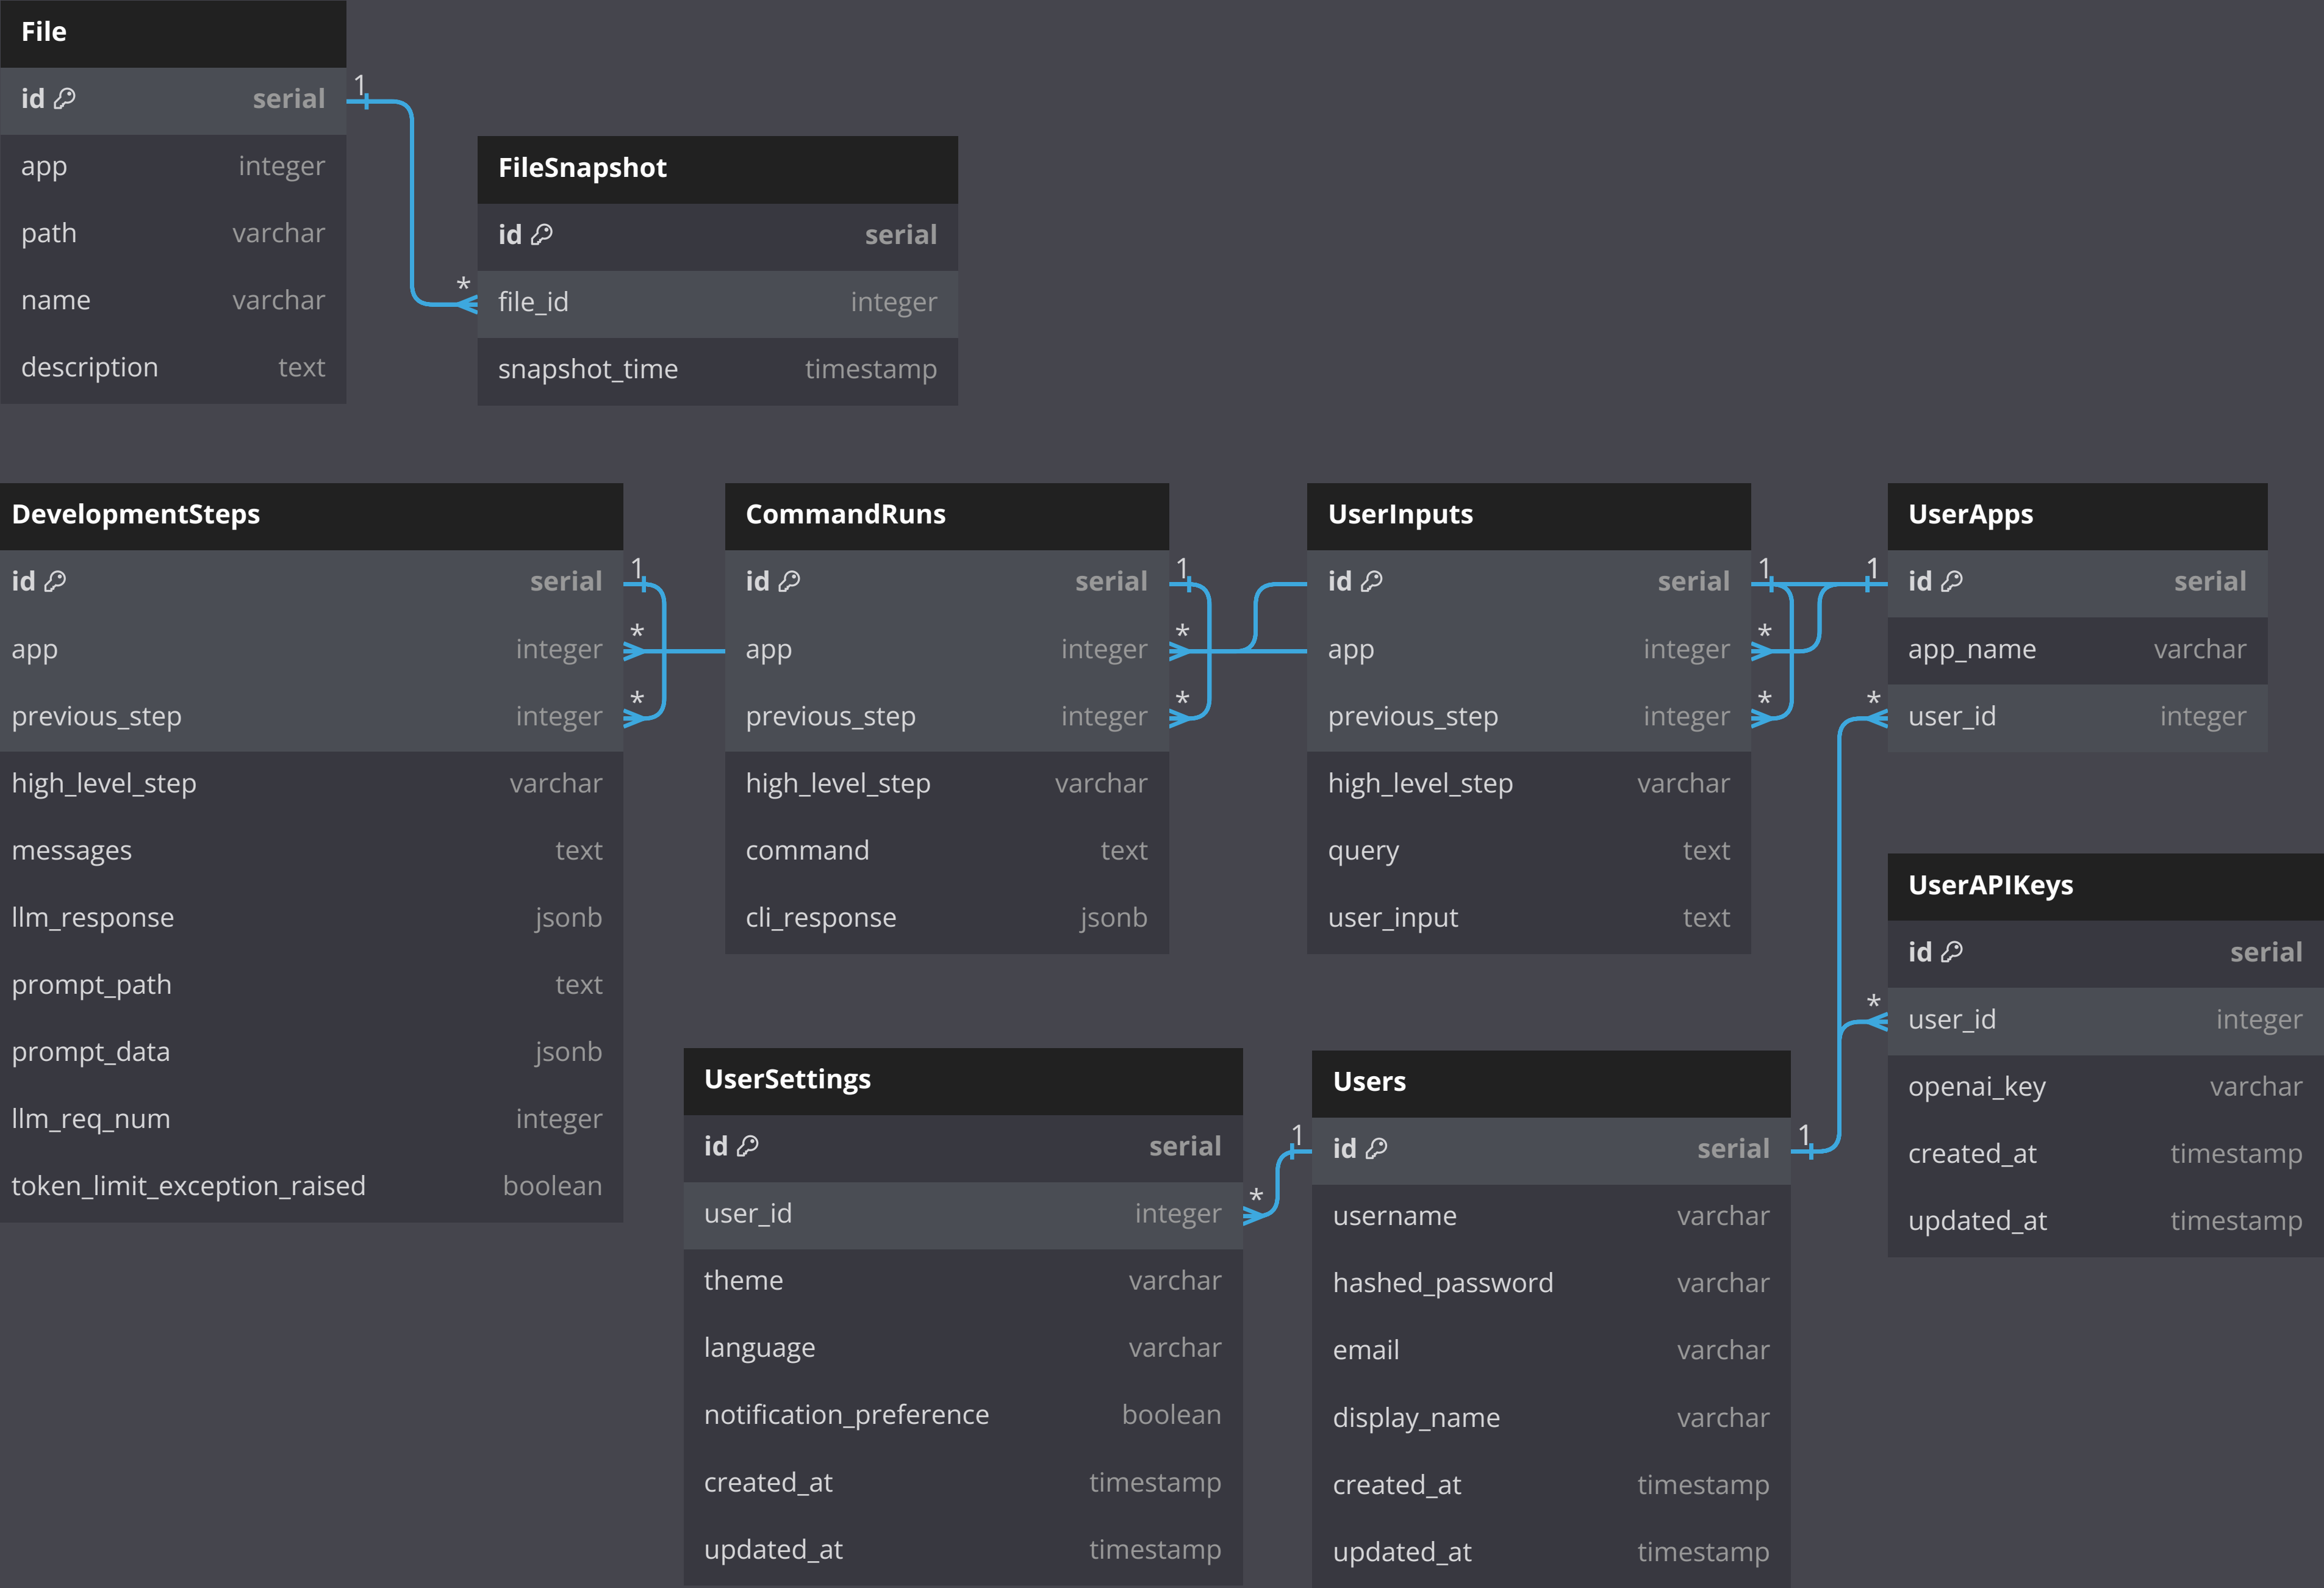 File
id serial
app integer
path varchar
name varchar
description text
1
*
FileSnapshot
id serial
file_id integer
snapshot_time timestamp
DevelopmentSteps
id serial
app integer
previous_step integer
high_level_step varchar
messages text
llm_response jsonb
prompt_path text
prompt_data jsonb
llm_req_num integer
token_limit_exception_raised boolean
1
*
*
CommandRuns
id serial
app integer
previous_step integer
high_level_step varchar
command text
cli_response jsonb
1
*
*
UserInputs
id serial
app integer
previous_step integer
high_level_step varchar
query text
user_input text
1
*
*
1
*
UserApps
id serial
app_name varchar
user_id integer
*
UserAPIKeys
id serial
user_id integer
openai_key varchar
created_at timestamp
updated_at timestamp
UserSettings
id serial
user_id integer
theme varchar
language varchar
notification_preference boolean
created_at timestamp
updated_at timestamp
1
*
Users
id serial
username varchar
hashed_password varchar
email varchar
display_name varchar
created_at timestamp
updated_at timestamp
1